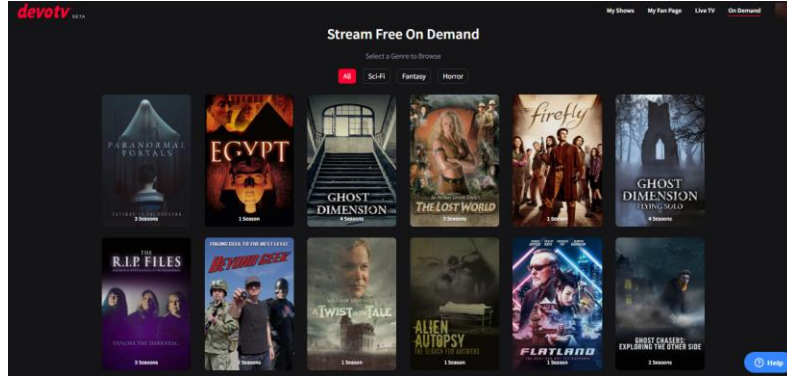 devotv BETA
My Shows My Fan Page Live TV On Demand
Stream Free On Demand
Select a Genre to Browse
All Sci-Fi Fantasy Horror
PARANORMAL
PORTALS
3 Seasons
EGYPT
1 Season
GHOST
DIMENSION
4 Seasons
THE LOST WORLD
3 Seasons
firefly
1 Season
GHOST
DIMENSION
FLYING SOLO
4 Seasons
THE
R.I.P. FILES
EXPLORE THE DARKNESS...
3 Seasons
TAKING GEEK TO THE NEXT LEVEL
BEYOND GEEK
Seasons
A TWIST IN THE TALE
1 Season
ALIEN
AUTOPSY
THE SEARCH FOR ANSWERS
1 Season
FLATLAND
1 Season
GHOST CHASERS:
EXPLORING THE OTHER SIDE
3 Seasons
Help